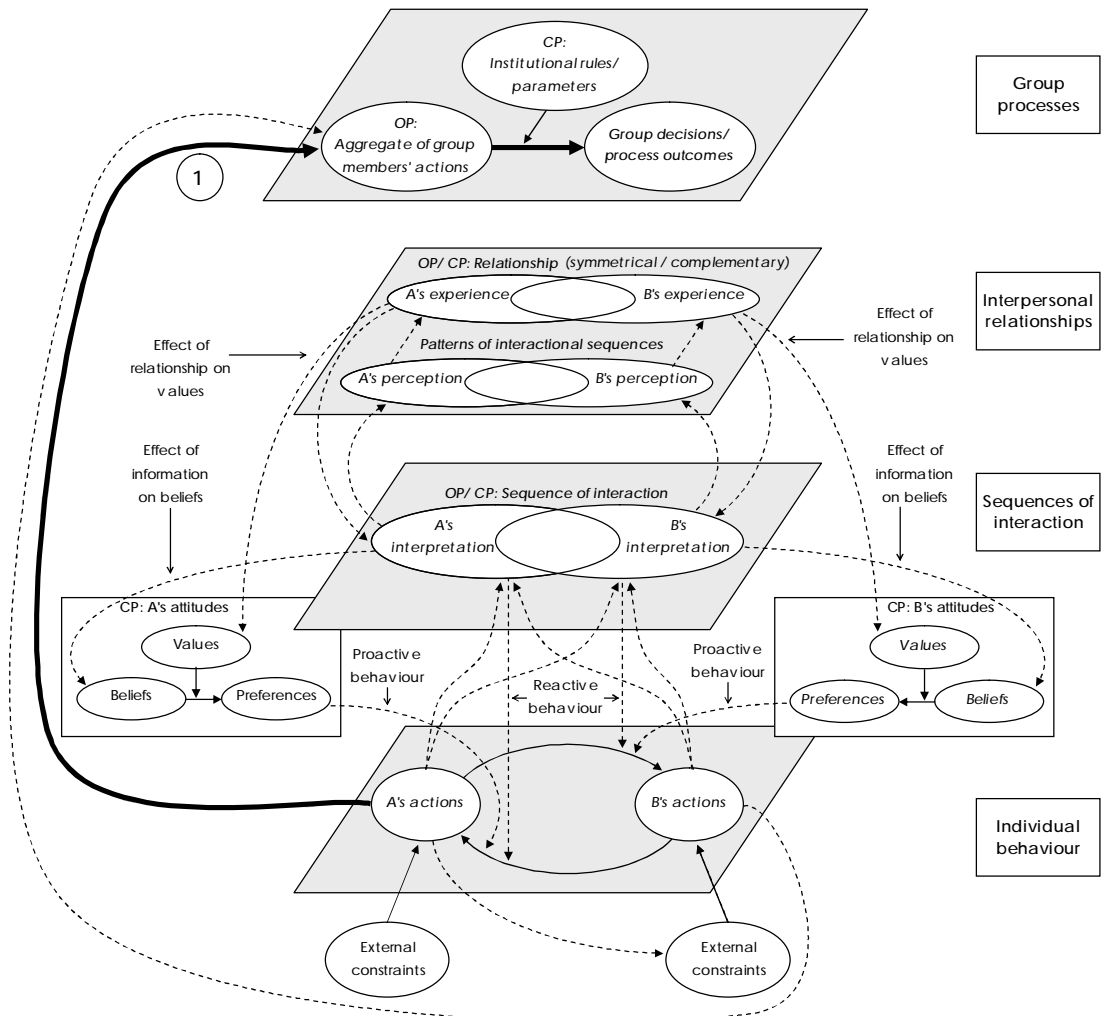 CP:
Institutional rules/
parameters
Group
processes
OP:
Aggregate of group
members' actions
Group decisions/
process outcomes
1
OP/ CP: Relationship (symmetrical / complementary)
A's experience
B's experience
Interpersonal
relationships
Effect of
relationship on
values
Effect of
relationship on
values
Patterns of interactional sequences
A's perception
B's perception
Effect of
information
on beliefs
Effect of
information
on beliefs
OP/ CP: Sequence of interaction
A's
interpretation
B's
interpretation
Sequences of
interaction
CP: A's attitudes
Values
Beliefs
Preferences
CP: B's attitudes
Values
Preferences
Beliefs
Proactive
behaviour
Reactive
behaviour
Proactive
behaviour
A's actions
B's actions
Individual
behaviour
External
constraints
External
constraints